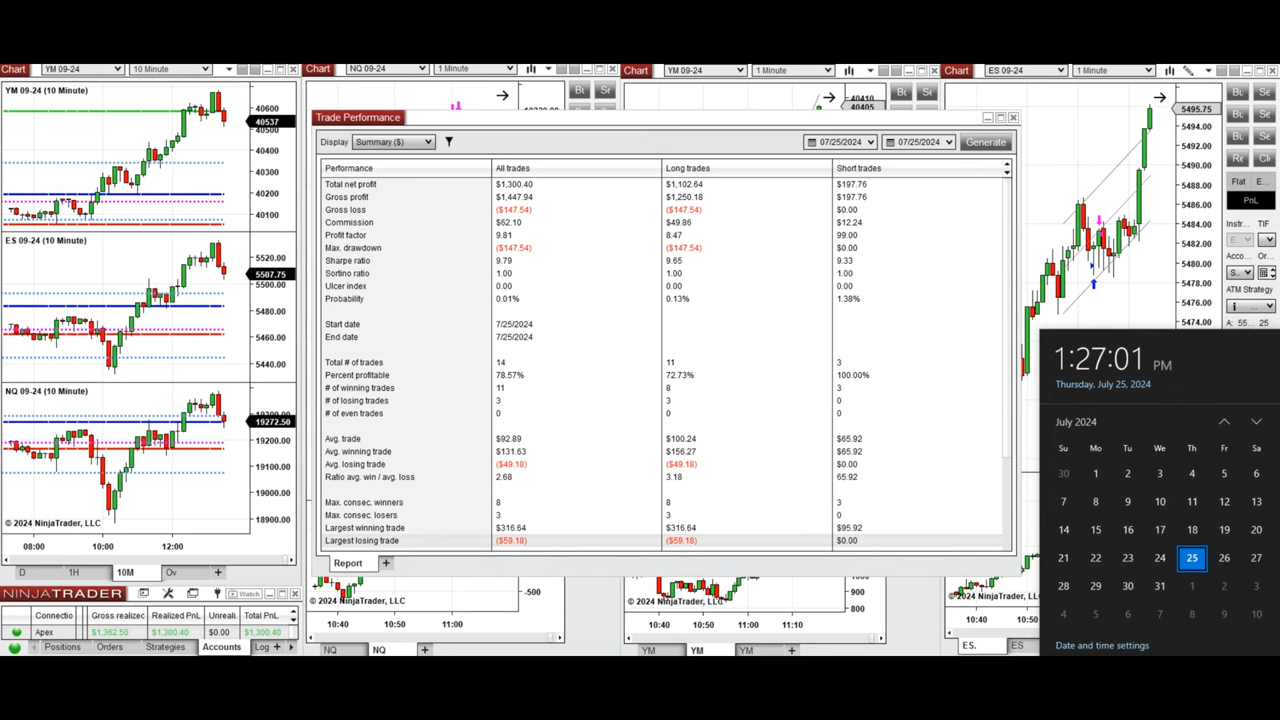 Chart YM 09-24 10 Minute
YM 09-24 (10 Minute)
40600
40537
40400
40200
40100
ES 09-24 (10 Minute)
5520.00
5507.75
5500.00
5480.00
5460.00
5440.00
NQ 09-24 (10 Minute)
19272.50
19200.00
19100.00
19000.00
18900.00
© 2024 NinjaTrader, LLC
08:00 10:00 12:00
D 1H 10M Ov +
NINJATRADER Watch
Connectio Gross realizec Realized PnL Unreali Total PnL
Apex $1,362.50 $1,300.40 $0.00 $1,300.40
Positions Orders Strategies Accounts Log +
Chart NQ 09-24 1 Minute
Chart YM 09-24 1 Minute
40410
40405
Chart ES 09-24 1 Minute
Trade Performance
Display Summary ($) 07/25/2024 07/25/2024 Generate
Performance All trades Long trades Short trades
Total net profit $1,300.40 $1,102.64 $197.76
Gross profit $1,447.94 $1,250.18 $197.76
Gross loss ($147.54) ($147.54) $0.00
Commission $62.10 $49.86 $12.24
Profit factor 9.81 8.47 99.00
Max. drawdown ($147.54) ($147.54) $0.00
Sharpe ratio 9.79 9.65 9.33
Sortino ratio 1.00 1.00 1.00
Ulcer index 0.00 0.00 0.00
Probability 0.01% 0.13% 1.38%
Start date 7/25/2024
End date 7/25/2024
Total # of trades 14 11 3
Percent profitable 78.57% 72.73% 100.00%
# of winning trades 11 8 3
# of losing trades 3 3 0
# of even trades 0 0 0
Avg. trade $92.89 $100.24 $65.92
Avg. winning trade $131.63 $156.27 $65.92
Avg. losing trade ($49.18) ($49.18) $0.00
Ratio avg. win / avg. loss 2.68 3.18 65.92
Max. consec. winners 8 8 3
Max. consec. losers 3 3 0
Largest winning trade $316.64 $316.64 $95.92
Largest losing trade ($59.18) ($59.18) $0.00
Report +
© 2024 NinjaTrader, LLC
-500
10:40 10:50 11:00
NQ NQ +
© 2024 NinjaTrader, LLC
800
900
10:40 10:50 11:00 11:10
YM YM YM +
5495.75
5494.00
5492.00
5490.00
5488.00
5486.00
5484.00
5482.00
5480.00
5478.00
5476.00
5474.00
10:40 10:50
ES. ES
Bu Se
Flat E...
PnL
Instr... TIF
Acco... Or...
ATM Strategy
A: 55... 25
1:27:01 PM
Thursday, July 25, 2024
July 2024
Su Mo Tu We Th Fr Sa
30 1 2 3 4 5 6
7 8 9 10 11 12 13
14 15 16 17 18 19 20
21 22 23 24 25 26 27
28 29 30 31 1 2 3
4 5 6 7 8 9 10
Date and time settings